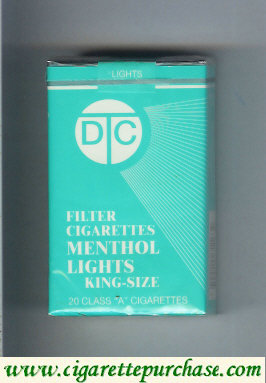 LIGHTS
DTC
FILTER
CIGARETTES
MENTHOL
LIGHTS
KING-SIZE
20 CLASS "A" CIGARETTES
www.cigarettepurchase.com